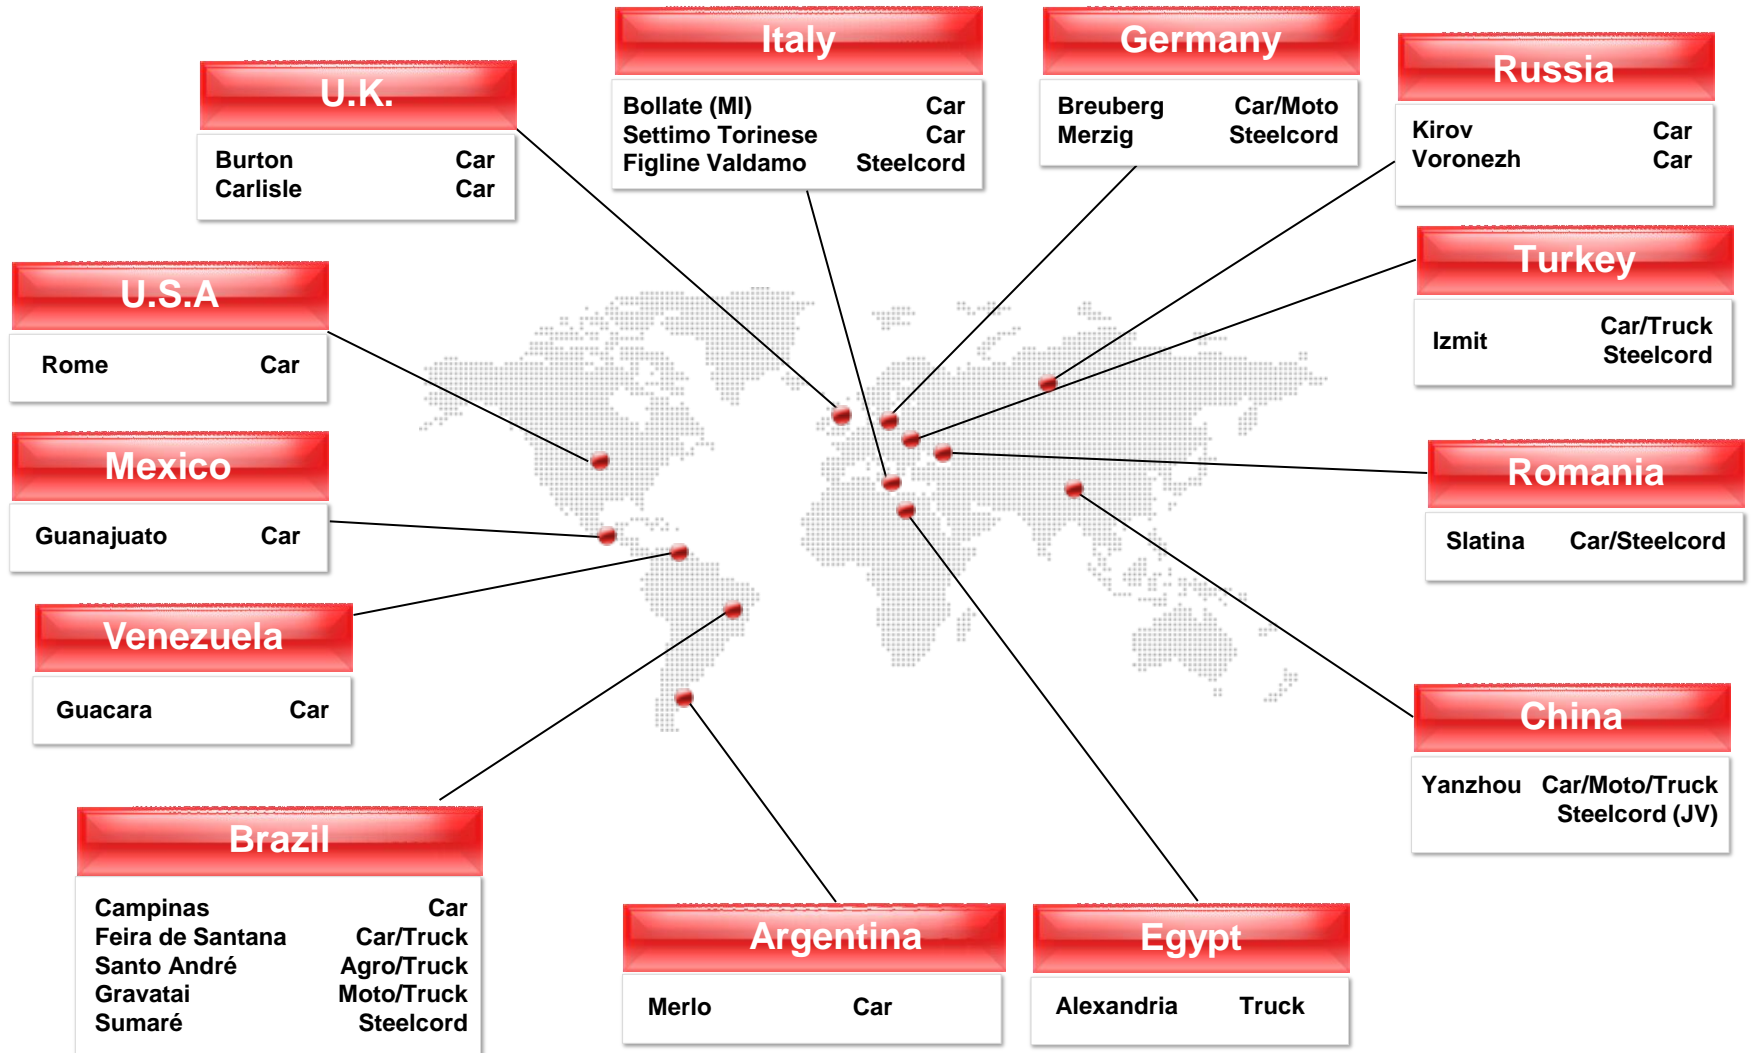 Italy
Bollate (MI) Car
Settimo Torinese Car
Figline Valdamo Steelcord
Germany
Breuberg Car/Moto
Merzig Steelcord
Russia
Kirov Car
Voronezh Car
U.K.
Burton Car
Carlisle Car
Turkey
Izmit Car/Truck
Steelcord
U.S.A
Rome Car
Mexico
Guanajuato Car
Romania
Slatina Car/Steelcord
Venezuela
Guacara Car
China
Yanzhou Car/Moto/Truck
Steelcord (JV)
Brazil
Campinas Car
Feira de Santana Car/Truck
Santo André Agro/Truck
Gravatai Moto/Truck
Sumaré Steelcord
Argentina
Merlo Car
Egypt
Alexandria Truck